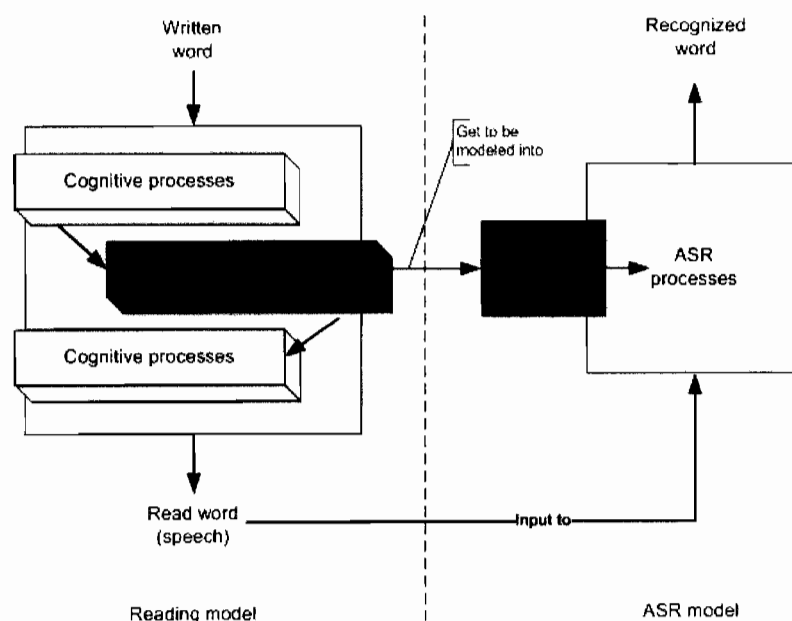 Written
word
Recognized
word
Get to be
modeled into
Cognitive processes
ASR
processes
Cognitive processes
Read word
(speech)
Input to
Reading model
ASR model